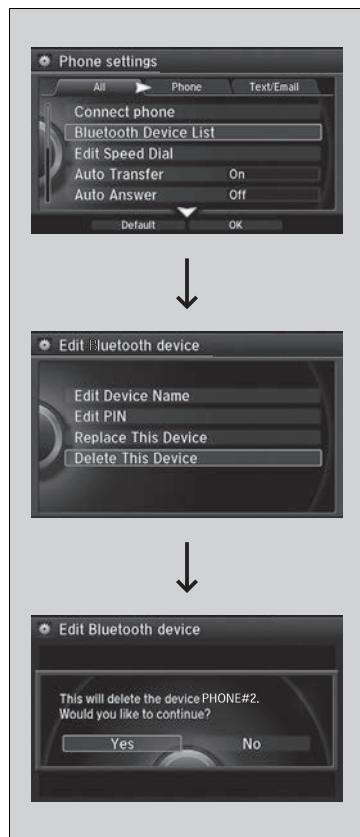 Phone settings
All Phone Text/Email
Connect phone
Bluetooth Device List
Edit Speed Dial
Auto Transfer On
Auto Answer Off
Default OK
Edit Bluetooth device
Edit Device Name
Edit PIN
Replace This Device
Delete This Device
Edit Bluetooth device
This will delete the device PHONE#2.
Would you like to continue?
Yes No